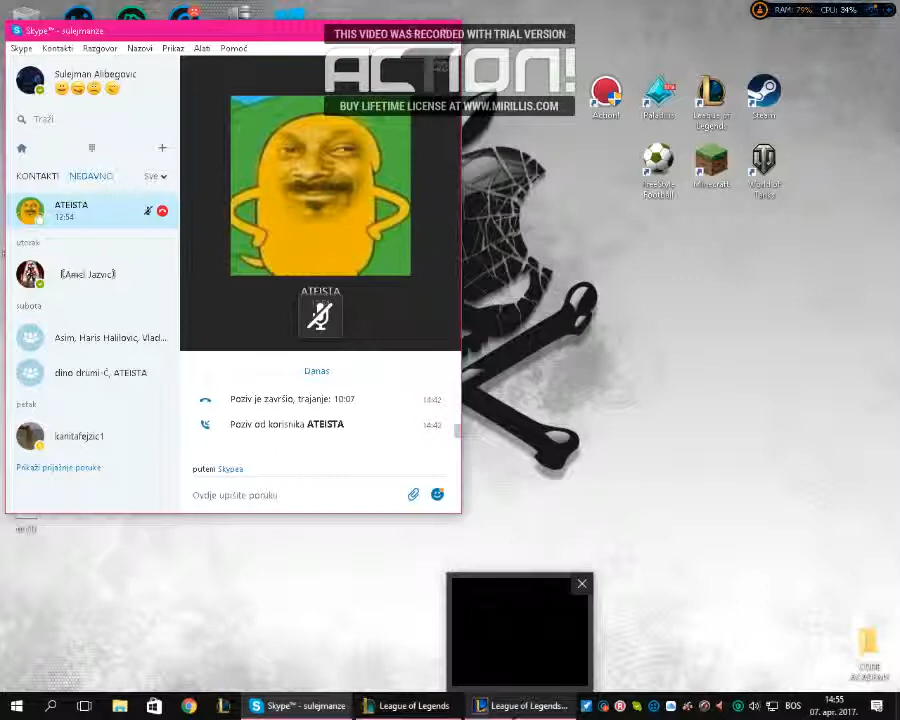 Skype™ - sulejmanze
THIS VIDEO WAS RECORDED WITH TRIAL VERSION
ACTION!
BUY LIFETIME LICENSE AT WWW.MIRILLIS.COM
RAM: 79% CPU: 34%
Skype Kontakti Razgovor Nazovi Prikaz Alati Pomoć
Sulejman Alibegovic
Traži
KONTAKTI NEDAVNO Sve
ATEISTA
12:54
utorak
subota
Asim, Haris Halilovic, Vlad...
dino drumi-Ć, ATEISTA
petak
kanitafejzic1
Prikaži prijašnje poruke
ATEISTA
Danas
Poziv je završio, trajanje: 10:07 14:42
Poziv od korisnika ATEISTA 14:42
putem Skypea
Ovdje upišite poruku
Action!
Paladins
League of
Legends
Steam
FreeStyle
Football
Minecraft
World of
Tanks
CODE
ACADEMY
Skype™ - sulejmanze
League of Legends
League of Legends...
BOS
14:55
07. apr. 2017.